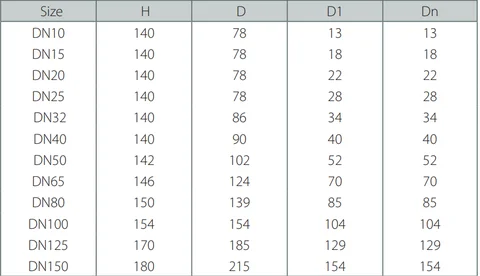 Size H D D1 Dn
DN10 140 78 13 13
DN15 140 78 18 18
DN20 140 78 22 22
DN25 140 78 28 28
DN32 140 86 34 34
DN40 140 90 40 40
DN50 142 102 52 52
DN65 146 124 70 70
DN80 150 139 85 85
DN100 154 154 104 104
DN125 170 185 129 129
DN150 180 215 154 154